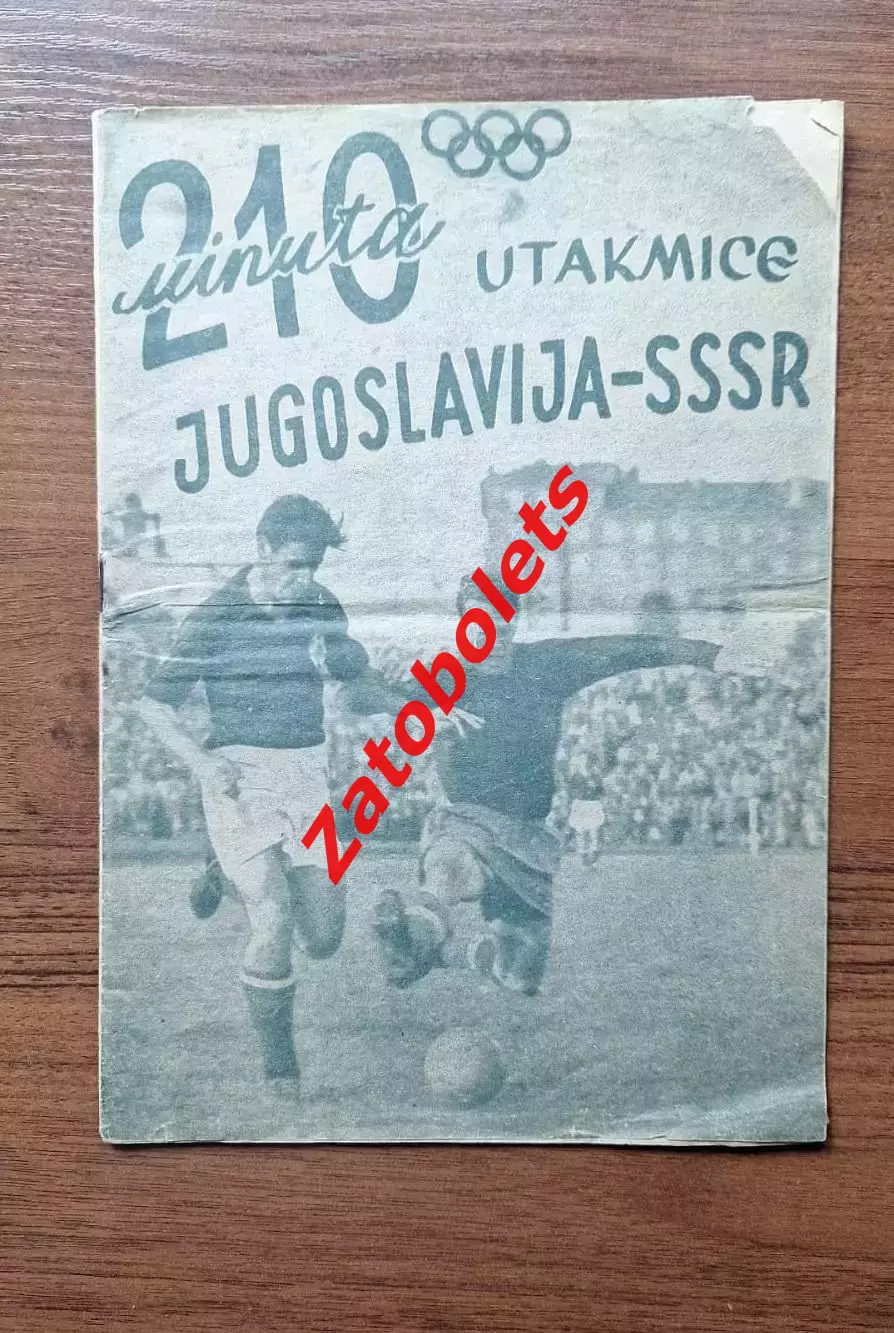 210
minuta
UTAKMICE
JUGOSLAVIJA-SSSR
Zatobolets